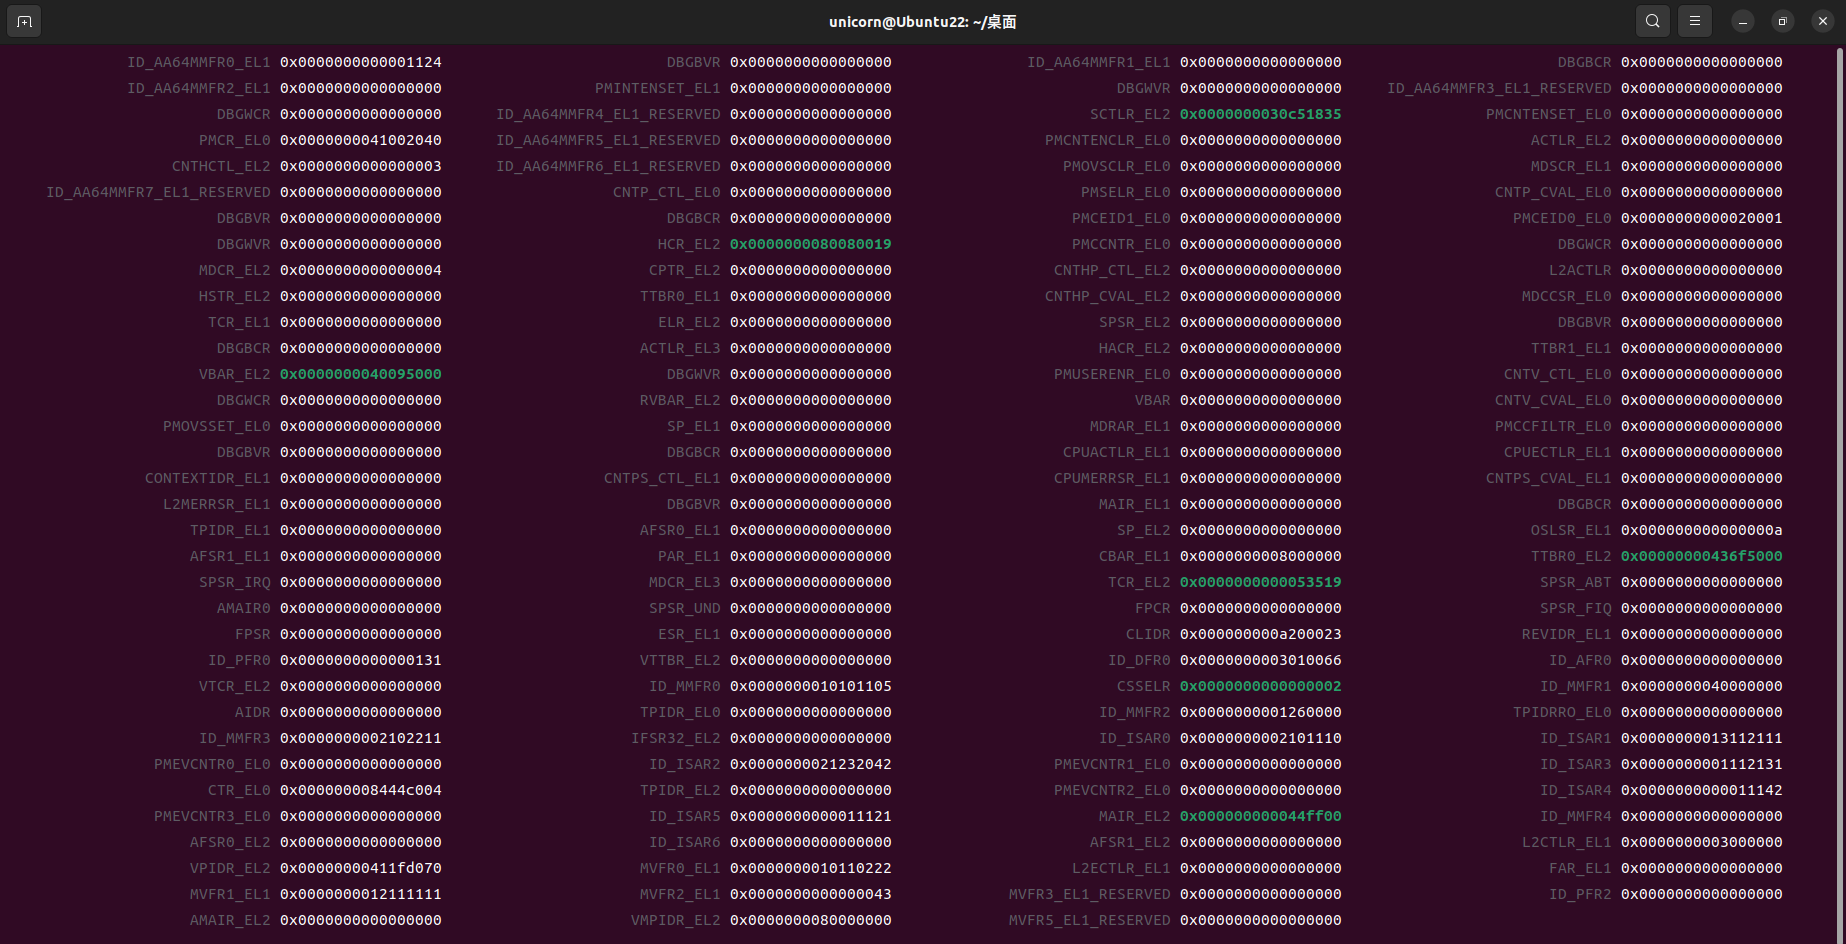 unicorn@Ubuntu22: ~/桌面
ID_AA64MMFR0_EL1 0x0000000000001124 DBGBVR 0x0000000000000000 ID_AA64MMFR1_EL1 0x0000000000000000 DBGBCR 0x0000000000000000
ID_AA64MMFR2_EL1 0x0000000000000000 PMINTENSET_EL1 0x0000000000000000 DBGWVR 0x0000000000000000 ID_AA64MMFR3_EL1_RESERVED 0x0000000000000000
DBGWCR 0x0000000000000000 ID_AA64MMFR4_EL1_RESERVED 0x0000000000000000 SCTLR_EL2 0x0000000030c51835 PMCNTENSET_EL0 0x0000000000000000
PMCR_EL0 0x0000000041002040 ID_AA64MMFR5_EL1_RESERVED 0x0000000000000000 PMCNTENCLR_EL0 0x0000000000000000 ACTLR_EL2 0x0000000000000000
CNTHCTL_EL2 0x0000000000000003 ID_AA64MMFR6_EL1_RESERVED 0x0000000000000000 PMOVSCLR_EL0 0x0000000000000000 MDSCR_EL1 0x0000000000000000
ID_AA64MMFR7_EL1_RESERVED 0x0000000000000000 CNTP_CTL_EL0 0x0000000000000000 PMSELR_EL0 0x0000000000000000 CNTP_CVAL_EL0 0x0000000000000000
DBGBVR 0x0000000000000000 DBGBCR 0x0000000000000000 PMCEID1_EL0 0x0000000000000000 PMCEID0_EL0 0x0000000000020001
DBGWVR 0x0000000000000000 HCR_EL2 0x0000000080080019 PMCCNTR_EL0 0x0000000000000000 DBGWCR 0x0000000000000000
MDCR_EL2 0x0000000000000004 CPTR_EL2 0x0000000000000000 CNTHP_CTL_EL2 0x0000000000000000 L2ACTLR 0x0000000000000000
HSTR_EL2 0x0000000000000000 TTBR0_EL1 0x0000000000000000 CNTHP_CVAL_EL2 0x0000000000000000 MDCCSR_EL0 0x0000000000000000
TCR_EL1 0x0000000000000000 ELR_EL2 0x0000000000000000 SPSR_EL2 0x0000000000000000 DBGBVR 0x0000000000000000
DBGBCR 0x0000000000000000 ACTLR_EL3 0x0000000000000000 HACR_EL2 0x0000000000000000 TTBR1_EL1 0x0000000000000000
VBAR_EL2 0x0000000040095000 DBGWVR 0x0000000000000000 PMUSERENR_EL0 0x0000000000000000 CNTV_CTL_EL0 0x0000000000000000
DBGWCR 0x0000000000000000 RVBAR_EL2 0x0000000000000000 VBAR 0x0000000000000000 CNTV_CVAL_EL0 0x0000000000000000
PMOVSSET_EL0 0x0000000000000000 SP_EL1 0x0000000000000000 MDRAR_EL1 0x0000000000000000 PMCCFILTR_EL0 0x0000000000000000
DBGBVR 0x0000000000000000 DBGBCR 0x0000000000000000 CPUACTLR_EL1 0x0000000000000000 CPUECTLR_EL1 0x0000000000000000
CONTEXTIDR_EL1 0x0000000000000000 CNTPS_CTL_EL1 0x0000000000000000 CPUMERRSR_EL1 0x0000000000000000 CNTPS_CVAL_EL1 0x0000000000000000
L2MERRSR_EL1 0x0000000000000000 DBGBVR 0x0000000000000000 MAIR_EL1 0x0000000000000000 DBGBCR 0x0000000000000000
TPIDR_EL1 0x0000000000000000 AFSR0_EL1 0x0000000000000000 SP_EL2 0x0000000000000000 OSLSR_EL1 0x000000000000000a
AFSR1_EL1 0x0000000000000000 PAR_EL1 0x0000000000000000 CBAR_EL1 0x0000000008000000 TTBR0_EL2 0x00000000436f5000
SPSR_IRQ 0x0000000000000000 MDCR_EL3 0x0000000000000000 TCR_EL2 0x0000000000053519 SPSR_ABT 0x0000000000000000
AMAIR0 0x0000000000000000 SPSR_UND 0x0000000000000000 FPCR 0x0000000000000000 SPSR_FIQ 0x0000000000000000
FPSR 0x0000000000000000 ESR_EL1 0x0000000000000000 CLIDR 0x000000000a200023 REVIDR_EL1 0x0000000000000000
ID_PFR0 0x0000000000000131 VTTBR_EL2 0x0000000000000000 ID_DFR0 0x0000000003010066 ID_AFR0 0x0000000000000000
VTCR_EL2 0x0000000000000000 ID_MMFR0 0x0000000010101105 CSSELR 0x0000000000000002 ID_MMFR1 0x0000000040000000
AIDR 0x0000000000000000 TPIDR_EL0 0x0000000000000000 ID_MMFR2 0x0000000001260000 TPIDRRO_EL0 0x0000000000000000
ID_MMFR3 0x0000000002102211 IFSR32_EL2 0x0000000000000000 ID_ISAR0 0x0000000002101110 ID_ISAR1 0x0000000013112111
PMEVCNTR0_EL0 0x0000000000000000 ID_ISAR2 0x0000000021232042 PMEVCNTR1_EL0 0x0000000000000000 ID_ISAR3 0x0000000001112131
CTR_EL0 0x000000008444c004 TPIDR_EL2 0x0000000000000000 PMEVCNTR2_EL0 0x0000000000000000 ID_ISAR4 0x0000000000011142
PMEVCNTR3_EL0 0x0000000000000000 ID_ISAR5 0x0000000000011121 MAIR_EL2 0x000000000044ff00 ID_MMFR4 0x0000000000000000
AFSR0_EL2 0x0000000000000000 ID_ISAR6 0x0000000000000000 AFSR1_EL2 0x0000000000000000 L2CTLR_EL1 0x0000000003000000
VPIDR_EL2 0x00000000411fd070 MVFR0_EL1 0x0000000010110222 L2ECTLR_EL1 0x0000000000000000 FAR_EL1 0x0000000000000000
MVFR1_EL1 0x0000000012111111 MVFR2_EL1 0x0000000000000043 MVFR3_EL1_RESERVED 0x0000000000000000 ID_PFR2 0x0000000000000000
AMAIR_EL2 0x0000000000000000 VMPIDR_EL2 0x0000000080000000 MVFR5_EL1_RESERVED 0x0000000000000000